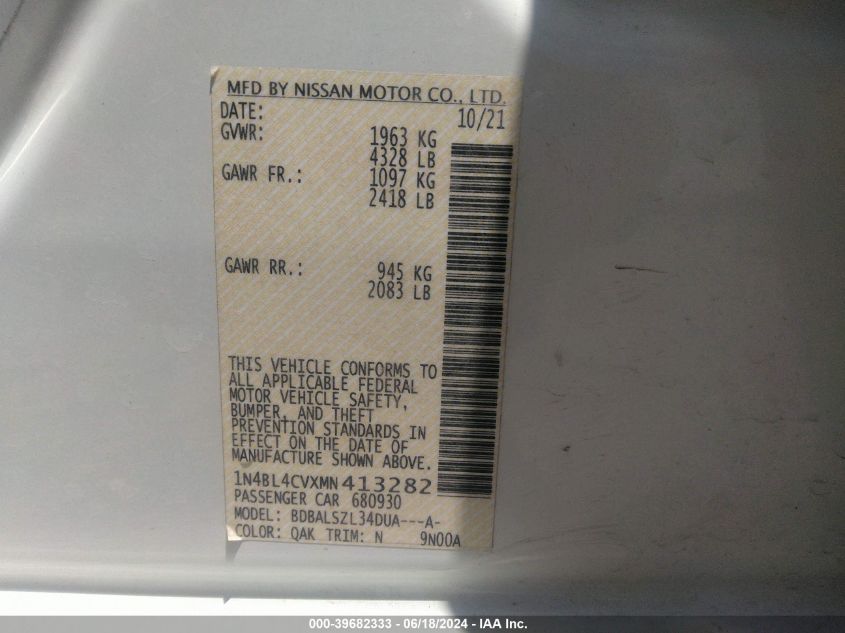 MFD BY NISSAN MOTOR CO., LTD.
DATE: 10/21
GVWR: 1963 KG
4328 LB
GAWR FR.: 1097 KG
2418 LB
GAWR RR.: 945 KG
2083 LB
THIS VEHICLE CONFORMS TO
ALL APPLICABLE FEDERAL
MOTOR VEHICLE SAFETY,
BUMPER, AND THEFT
PREVENTION STANDARDS IN
EFFECT ON THE DATE OF
MANUFACTURE SHOWN ABOVE.
1N4BL4CVXMN413282
PASSENGER CAR 680930
MODEL: BDBALSZL34DUA---A-
COLOR: QAK TRIM: N 9N00A
000-39682333 - 06/18/2024 - IAA Inc.